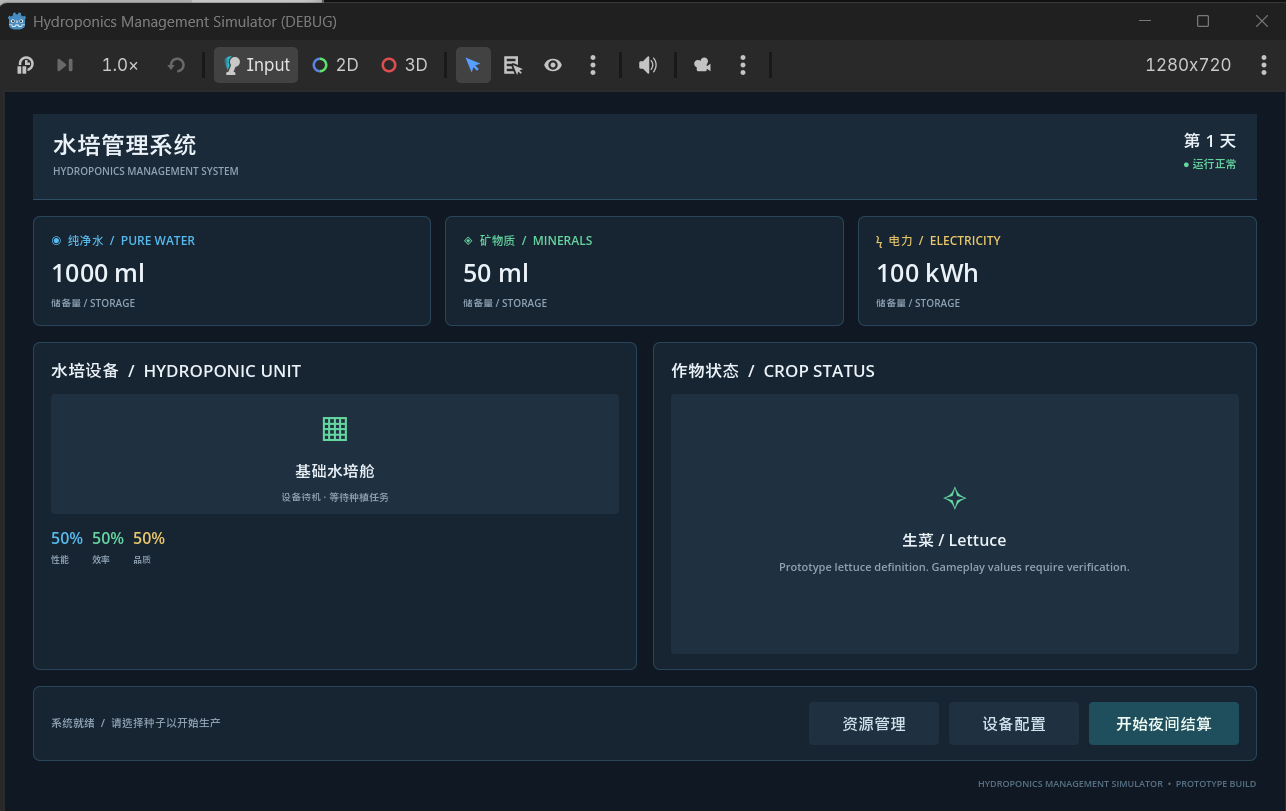 Hydroponics Management Simulator (DEBUG)
1.0× Input 2D 3D 1280x720
水培管理系统
HYDROPONICS MANAGEMENT SYSTEM
第 1 天
● 运行正常
◉ 纯净水 / PURE WATER
1000 ml
储备量 / STORAGE
◈ 矿物质 / MINERALS
50 ml
储备量 / STORAGE
电力 / ELECTRICITY
100 kWh
储备量 / STORAGE
水培设备 / HYDROPONIC UNIT
基础水培舱
设备待机 · 等待种植任务
50% 50% 50%
性能 效率 品质
作物状态 / CROP STATUS
生菜 / Lettuce
Prototype lettuce definition. Gameplay values require verification.
系统就绪 / 请选择种子以开始生产
资源管理
设备配置
开始夜间结算
HYDROPONICS MANAGEMENT SIMULATOR • PROTOTYPE BUILD